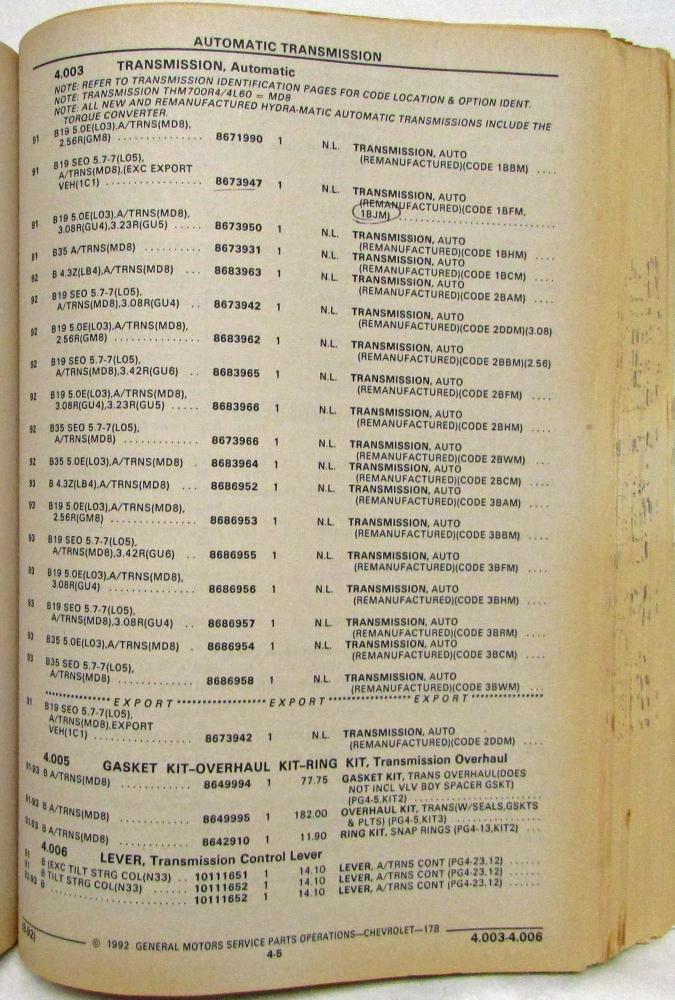 AUTOMATIC TRANSMISSION
4.003 TRANSMISSION, Automatic
NOTE: REFER TO TRANSMISSION IDENTIFICATION PAGES FOR CODE LOCATION & OPTION IDENT.
NOTE: TRANSMISSION THM700R4/4L60 = MD8
NOTE: ALL NEW AND REMANUFACTURED HYDRA-MATIC AUTOMATIC TRANSMISSIONS INCLUDE THE
TORQUE CONVERTER.
91 B19 5.0E(LO3),A/TRNS(MD8),
2.56R(GM8) .............. 8671990 1 N.L. TRANSMISSION, AUTO
(REMANUFACTURED)(CODE 1BBM) ....
91 B19 SEO 5.7-7(LO5),
A/TRNS(MD8),(EXC EXPORT
VEH(1C1) ................ 8673947 1 N.L. TRANSMISSION, AUTO
(REMANUFACTURED)(CODE 1BFM,
1BJM) ..............................
91 B19 5.0E(LO3),A/TRNS(MD8),
3.08R(GU4),3.23R(GU5) ..... 8673950 1 N.L. TRANSMISSION, AUTO
(REMANUFACTURED)(CODE 1BHM) ....
91 B35 A/TRNS(MD8) .......... 8673931 1 N.L. TRANSMISSION, AUTO
(REMANUFACTURED)(CODE 1BCM) ....
92 B 4.3Z(LB4),A/TRNS(MD8) ... 8683963 1 N.L. TRANSMISSION, AUTO
(REMANUFACTURED)(CODE 2BAM) ....
92 B19 SEO 5.7-7(LO5),
A/TRNS(MD8),3.08R(GU4) .. 8673942 1 N.L. TRANSMISSION, AUTO
(REMANUFACTURED)(CODE 2DDM)(3.08)
92 B19 5.0E(LO3),A/TRNS(MD8),
2.56R(GM8) .............. 8683962 1 N.L. TRANSMISSION, AUTO
(REMANUFACTURED)(CODE 2BBM)(2.56)
92 B19 SEO 5.7-7(LO5),
A/TRNS(MD8),3.42R(GU6) .. 8683965 1 N.L. TRANSMISSION, AUTO
(REMANUFACTURED)(CODE 2BFM) ....
92 B19 5.0E(LO3),A/TRNS(MD8),
3.08R(GU4),3.23R(GU5) ..... 8683966 1 N.L. TRANSMISSION, AUTO
(REMANUFACTURED)(CODE 2BHM) ....
92 B35 SEO 5.7-7(LO5),
A/TRNS(MD8) .............. 8673966 1 N.L. TRANSMISSION, AUTO
(REMANUFACTURED)(CODE 2BWM) ...
92 B35 5.0E(LO3),A/TRNS(MD8) . 8683964 1 N.L. TRANSMISSION, AUTO
(REMANUFACTURED)(CODE 2BCM) ....
93 B 4.3Z(LB4),A/TRNS(MD8) ... 8686952 1 N.L. TRANSMISSION, AUTO
(REMANUFACTURED)(CODE 3BAM) ....
93 B19 5.0E(LO3),A/TRNS(MD8),
2.56R(GM8) .............. 8686953 1 N.L. TRANSMISSION, AUTO
(REMANUFACTURED)(CODE 3BBM) ....
93 B19 SEO 5.7-7(LO5),
A/TRNS(MD8),3.42R(GU6) .. 8686955 1 N.L. TRANSMISSION, AUTO
(REMANUFACTURED)(CODE 3BFM) ....
93 B19 5.0E(LO3),A/TRNS(MD8),
3.08R(GU4) .............. 8686956 1 N.L. TRANSMISSION, AUTO
(REMANUFACTURED)(CODE 3BHM) ....
93 B19 SEO 5.7-7(LO5),
A/TRNS(MD8),3.08R(GU4) .. 8686957 1 N.L. TRANSMISSION, AUTO
(REMANUFACTURED)(CODE 3BRM) ....
93 B35 5.0E(LO3),A/TRNS(MD8) . 8686954 1 N.L. TRANSMISSION, AUTO
(REMANUFACTURED)(CODE 3BCM) ....
93 B35 SEO 5.7-7(LO5),
A/TRNS(MD8) .............. 8686958 1 N.L. TRANSMISSION, AUTO
(REMANUFACTURED)(CODE 3BWM) ...
EXPORT EXPORT EXPORT
91 B19 SEO 5.7-7(LO5),
A/TRNS(MD8),EXPORT
VEH(1C1) ................ 8673942 1 N.L. TRANSMISSION, AUTO
(REMANUFACTURED)(CODE 2DDM) ....
4.005 GASKET KIT–OVERHAUL KIT–RING KIT, Transmission Overhaul
91-93 B A/TRNS(MD8) ............ 8649994 1 77.75 GASKET KIT, TRANS OVERHAUL(DOES
NOT INCL VLV BDY SPACER GSKT)
(PG4-5,KIT2) ....................
91-93 B A/TRNS(MD8) ............ 8649995 1 182.00 OVERHAUL KIT, TRANS(W/SEALS,GSKTS
& PLTS) (PG4-5,KIT3) ..............
91-93 B A/TRNS(MD8) ............ 8642910 1 11.90 RING KIT, SNAP RINGS (PG4-13,KIT2) ...
4.006 LEVER, Transmission Control Lever
91 B (EXC TILT STRG COL(N33) .. 10111651 1 14.10 LEVER, A/TRNS CONT (PG4-23,12) ......
91 B TILT STRG COL(N33) ...... 10111652 1 14.10 LEVER, A/TRNS CONT (PG4-23,12) ......
92-93 B ...................... 10111652 1 14.10 LEVER, A/TRNS CONT (PG4-23,12) ......
© 1992 GENERAL MOTORS SERVICE PARTS OPERATIONS—CHEVROLET—17B 4.003-4.006
4-5